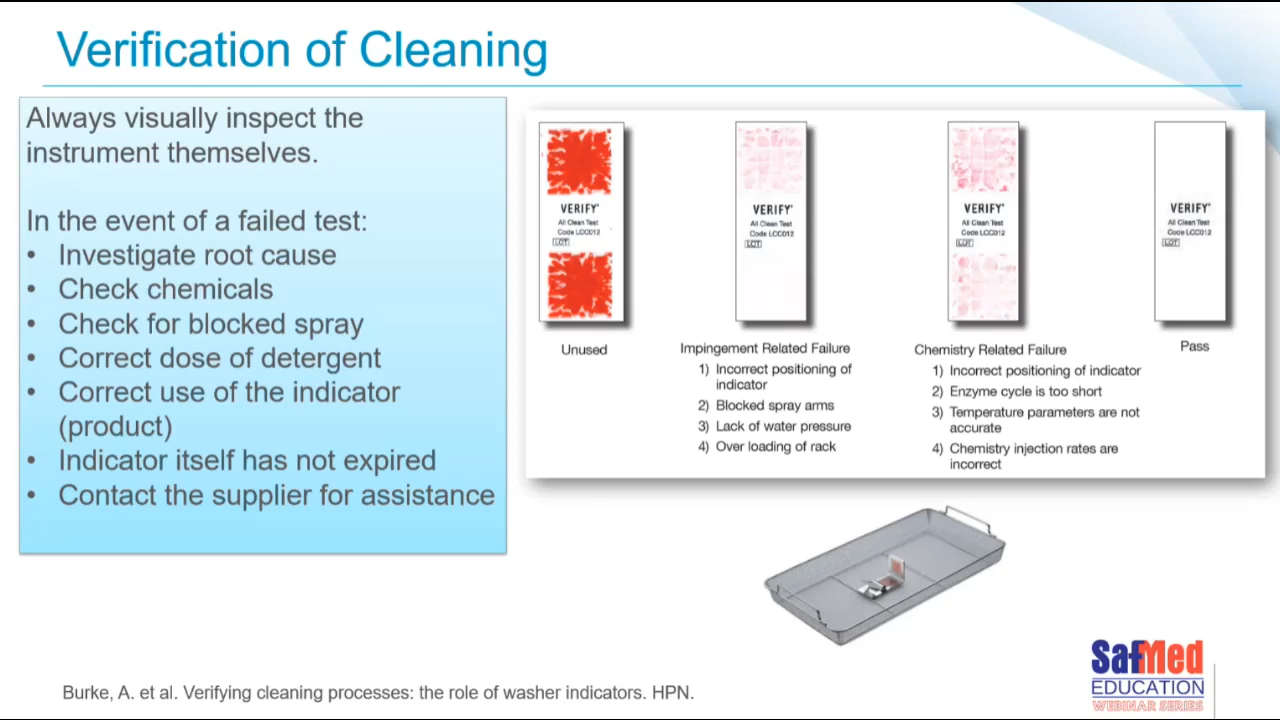 Verification of Cleaning
Always visually inspect the
instrument themselves.
In the event of a failed test:
• Investigate root cause
• Check chemicals
• Check for blocked spray
• Correct dose of detergent
• Correct use of the indicator
(product)
• Indicator itself has not expired
• Contact the supplier for assistance
VERIFY®
All Clean Test
Code LCC012
LOT
Unused
VERIFY®
All Clean Test
Code LCC012
LOT
Impingement Related Failure
1) Incorrect positioning of
indicator
2) Blocked spray arms
3) Lack of water pressure
4) Over loading of rack
VERIFY®
All Clean Test
Code LCC012
LOT
Chemistry Related Failure
1) Incorrect positioning of indicator
2) Enzyme cycle is too short
3) Temperature parameters are not
accurate
4) Chemistry injection rates are
incorrect
VERIFY®
All Clean Test
Code LCC012
LOT
Pass
Burke, A. et al. Verifying cleaning processes: the role of washer indicators. HPN.
SafMed
EDUCATION
WEBINAR SERIES